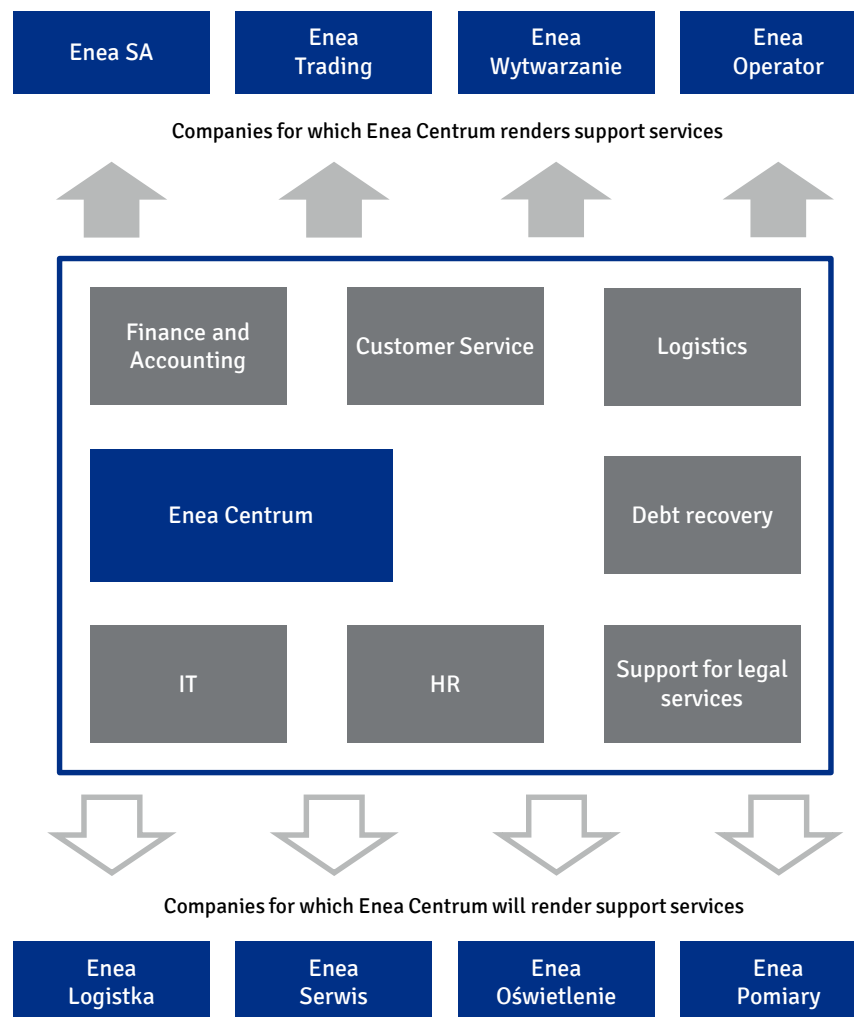 Enea SA
Enea
Trading
Enea
Wytwarzanie
Enea
Operator
Companies for which Enea Centrum renders support services
Finance and
Accounting
Customer Service
Logistics
Enea Centrum
Debt recovery
IT
HR
Support for legal
services
Companies for which Enea Centrum will render support services
Enea
Logistka
Enea
Serwis
Enea
Oświetlenie
Enea
Pomiary